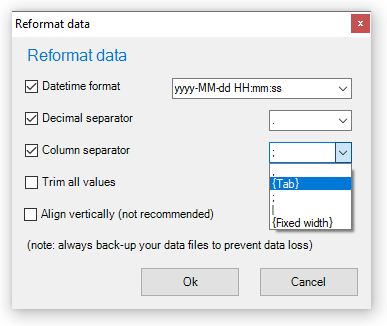 Reformat data
x
Reformat data
Datetime format yyyy-MM-dd HH:mm:ss
Decimal separator .
Column separator ;
,
{Tab}
;
|
{Fixed width}
Trim all values
Align vertically (not recommended)
(note: always back-up your data files to prevent data loss)
Ok Cancel